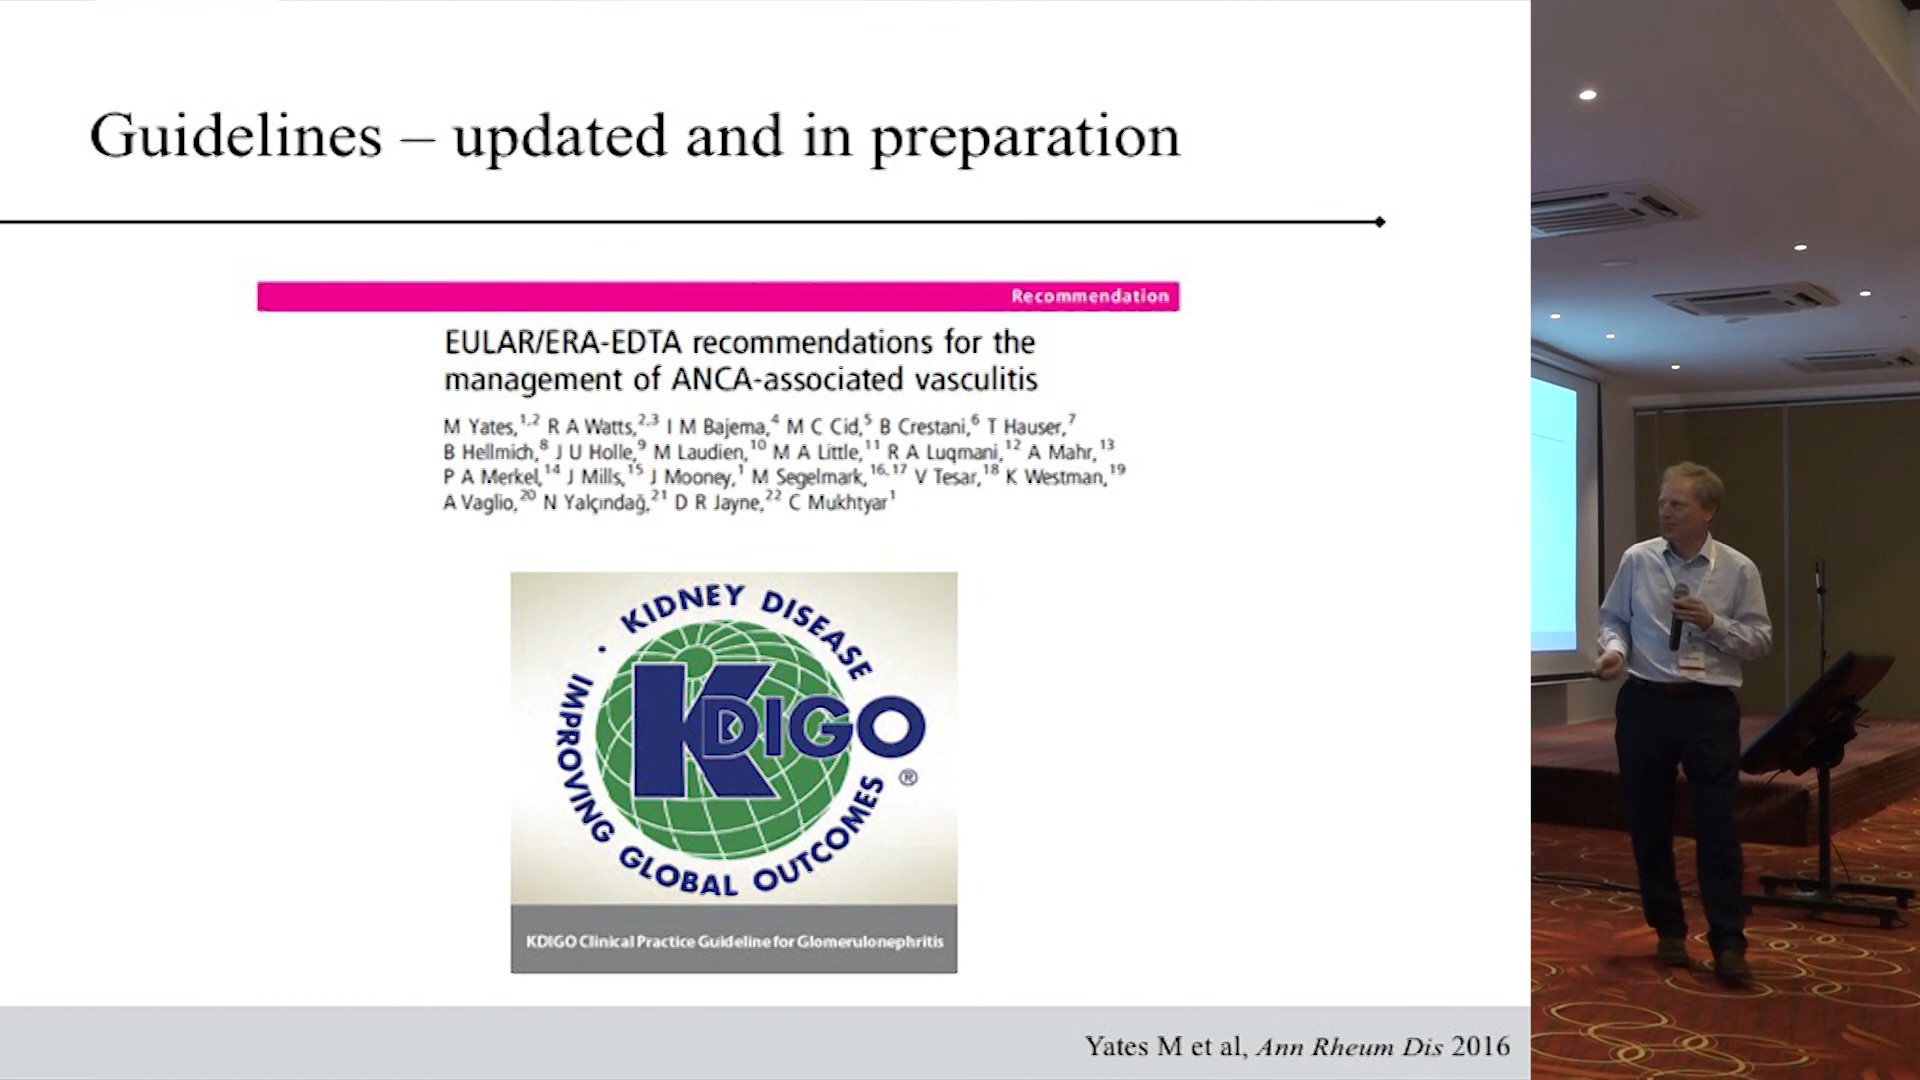 Guidelines – updated and in preparation
Recommendation
EULAR/ERA-EDTA recommendations for the
management of ANCA-associated vasculitis
M Yates,1,2 R A Watts,2,3 I M Bajema,4 M C Cid,5 B Crestani,6 T Hauser,7
B Hellmich,8 J U Holle,9 M Laudien,10 M A Little,11 R A Luqmani,12 A Mahr,13
P A Merkel,14 J Mills,15 J Mooney,1 M Segelmark,16,17 V Tesar,18 K Westman,19
A Vaglio,20 N Yalçındağ,21 D R Jayne,22 C Mukhtyar1
· KIDNEY DISEASE
IMPROVING GLOBAL OUTCOMES
KDIGO
®
KDIGO Clinical Practice Guideline for Glomerulonephritis
Yates M et al, Ann Rheum Dis 2016